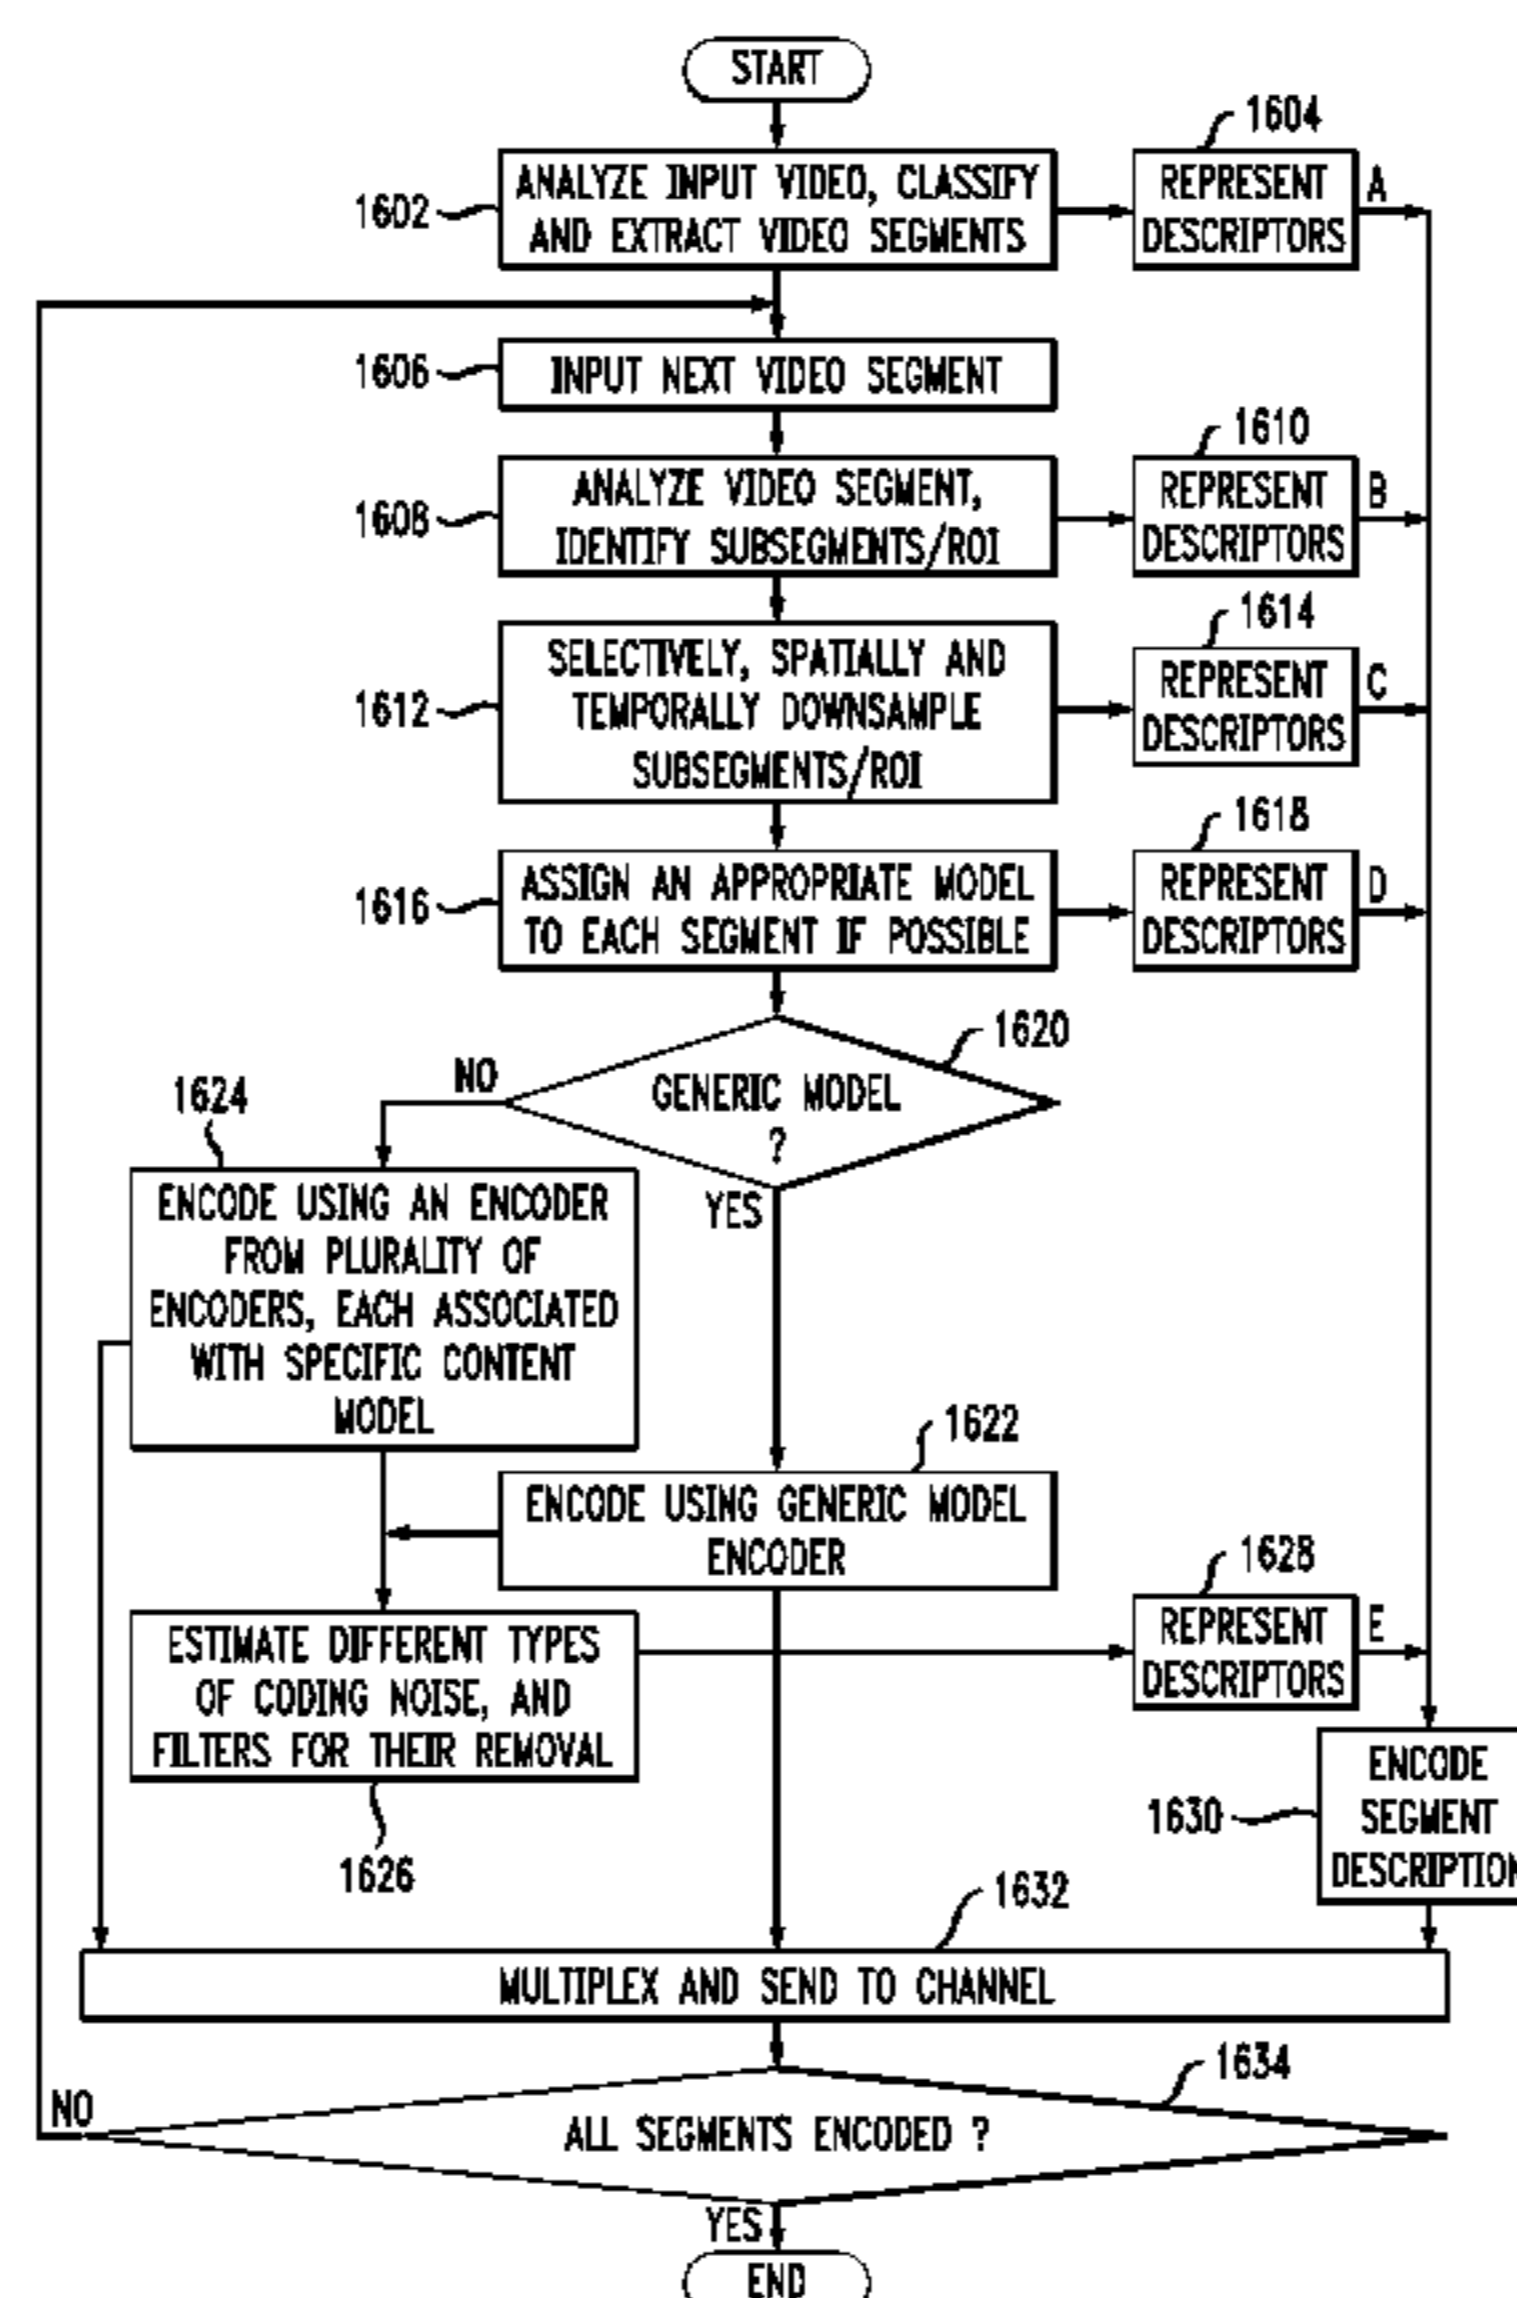 START
1604
1602
ANALYZE INPUT VIDEO, CLASSIFY
AND EXTRACT VIDEO SEGMENTS
REPRESENT
DESCRIPTORS
A
1606
INPUT NEXT VIDEO SEGMENT
1610
1608
ANALYZE VIDEO SEGMENT,
IDENTIFY SUBSEGMENTS/ROI
REPRESENT
DESCRIPTORS
B
1614
1612
SELECTIVELY, SPATIALLY AND
TEMPORALLY DOWNSAMPLE
SUBSEGMENTS/ROI
REPRESENT
DESCRIPTORS
C
1618
1616
ASSIGN AN APPROPRIATE MODEL
TO EACH SEGMENT IF POSSIBLE
REPRESENT
DESCRIPTORS
D
1620
GENERIC MODEL
?
NO
YES
1624
ENCODE USING AN ENCODER
FROM PLURALITY OF
ENCODERS, EACH ASSOCIATED
WITH SPECIFIC CONTENT
MODEL
1622
ENCODE USING GENERIC MODEL
ENCODER
1628
ESTIMATE DIFFERENT TYPES
OF CODING NOISE, AND
FILTERS FOR THEIR REMOVAL
1626
REPRESENT
DESCRIPTORS
E
1630
ENCODE
SEGMENT
DESCRIPTION
1632
MULTIPLEX AND SEND TO CHANNEL
1634
ALL SEGMENTS ENCODED ?
NO
YES
END